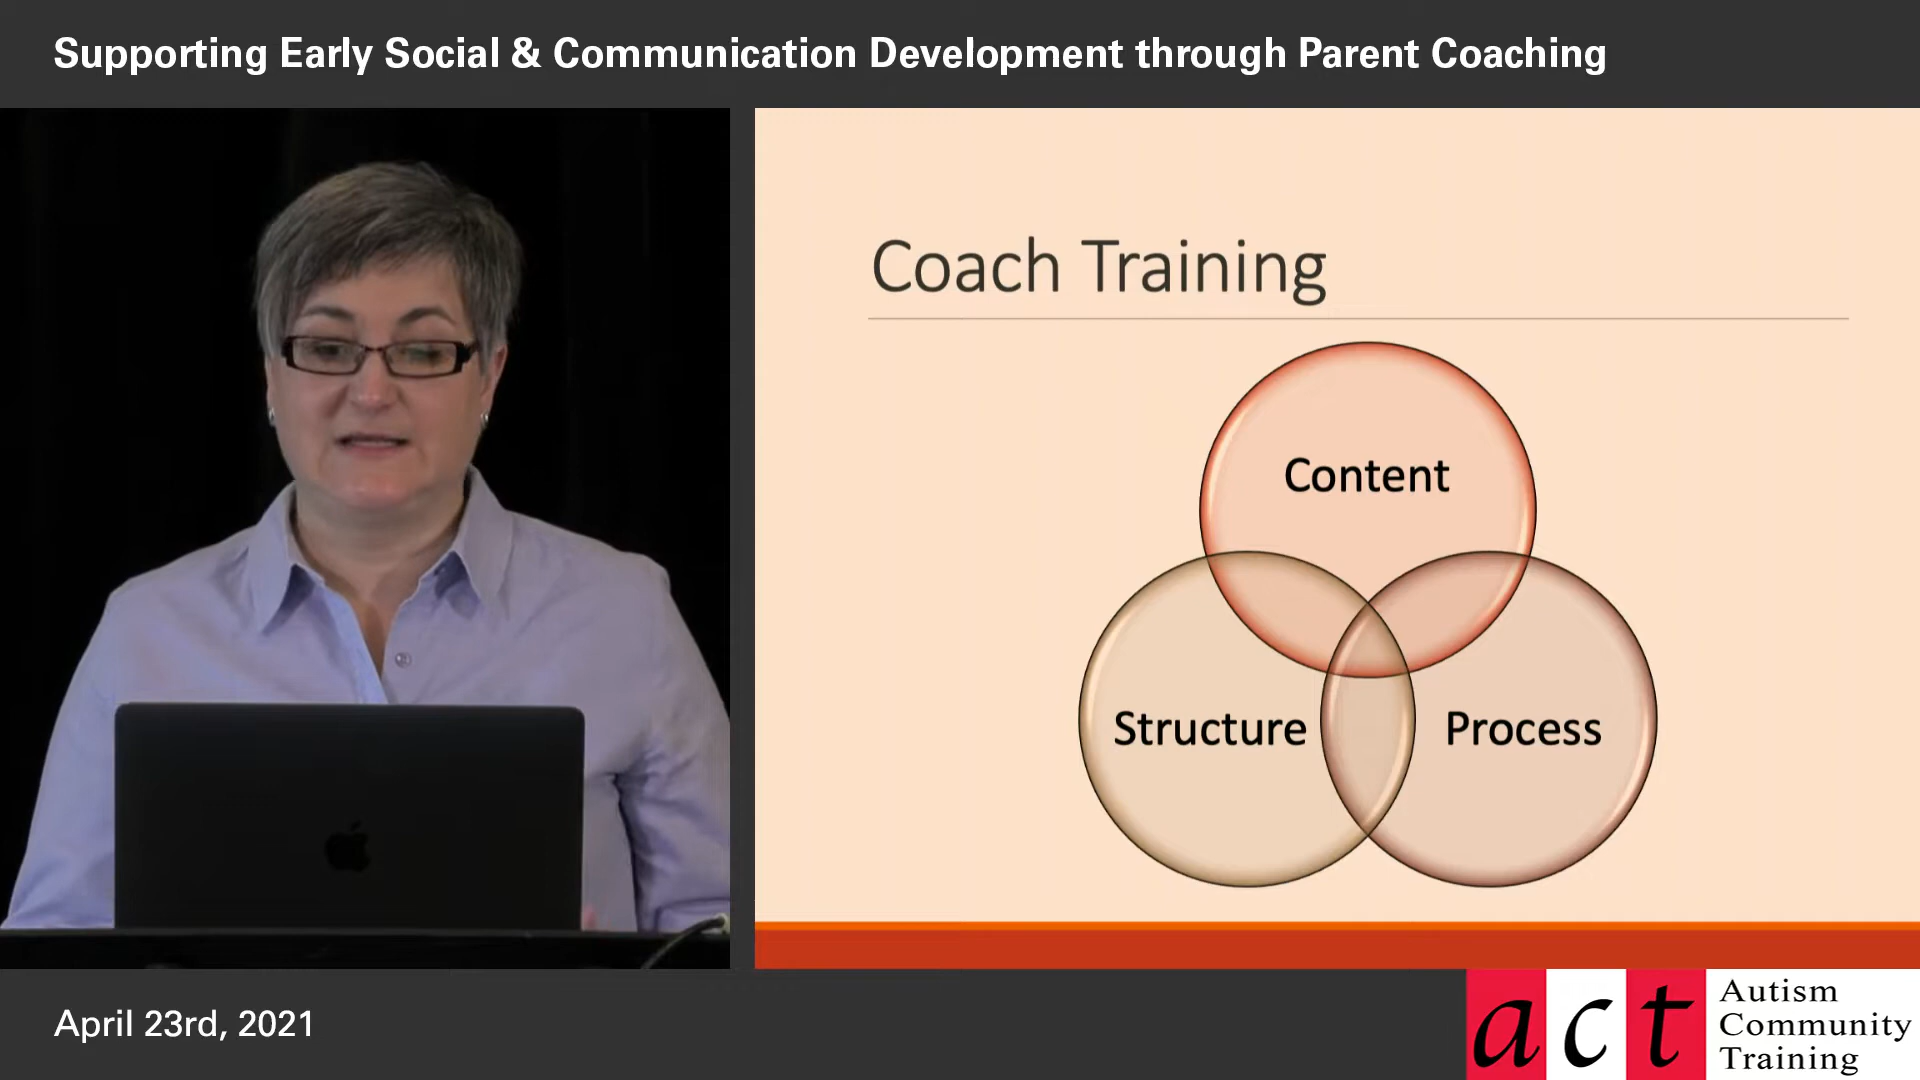 Supporting Early Social & Communication Development through Parent Coaching
Coach Training
Content
Structure
Process
April 23rd, 2021
act
Autism
Community
Training